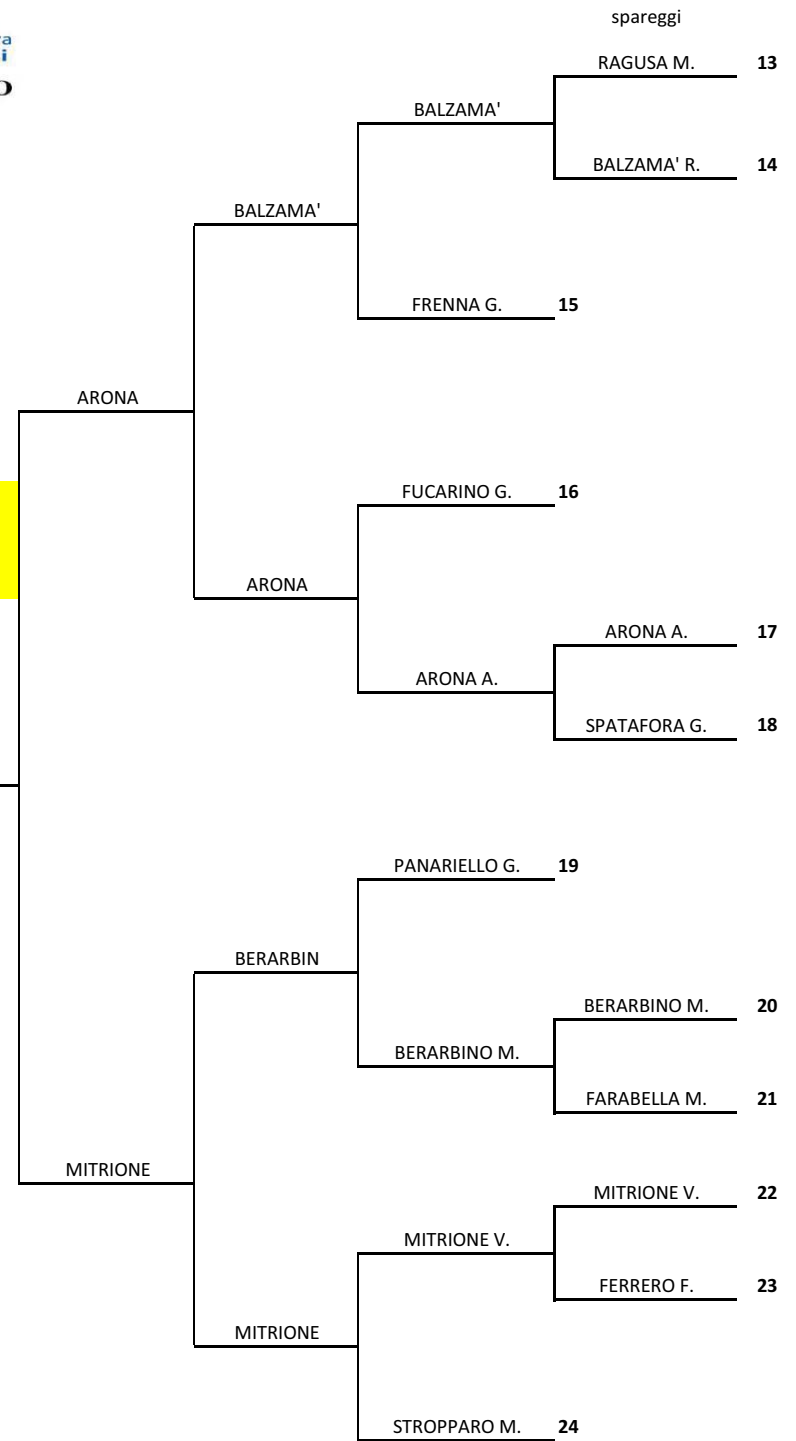 spareggi
RAGUSA M. 13
BALZAMA'
BALZAMA' R. 14
BALZAMA'
FRENNA G. 15
ARONA
FUCARINO G. 16
ARONA
ARONA A. 17
ARONA A.
SPATAFORA G. 18
PANARIELLO G. 19
BERARBIN
BERARBINO M. 20
BERARBINO M.
FARABELLA M. 21
MITRIONE
MITRIONE V. 22
MITRIONE V.
FERRERO F. 23
MITRIONE
STROPPARO M. 24